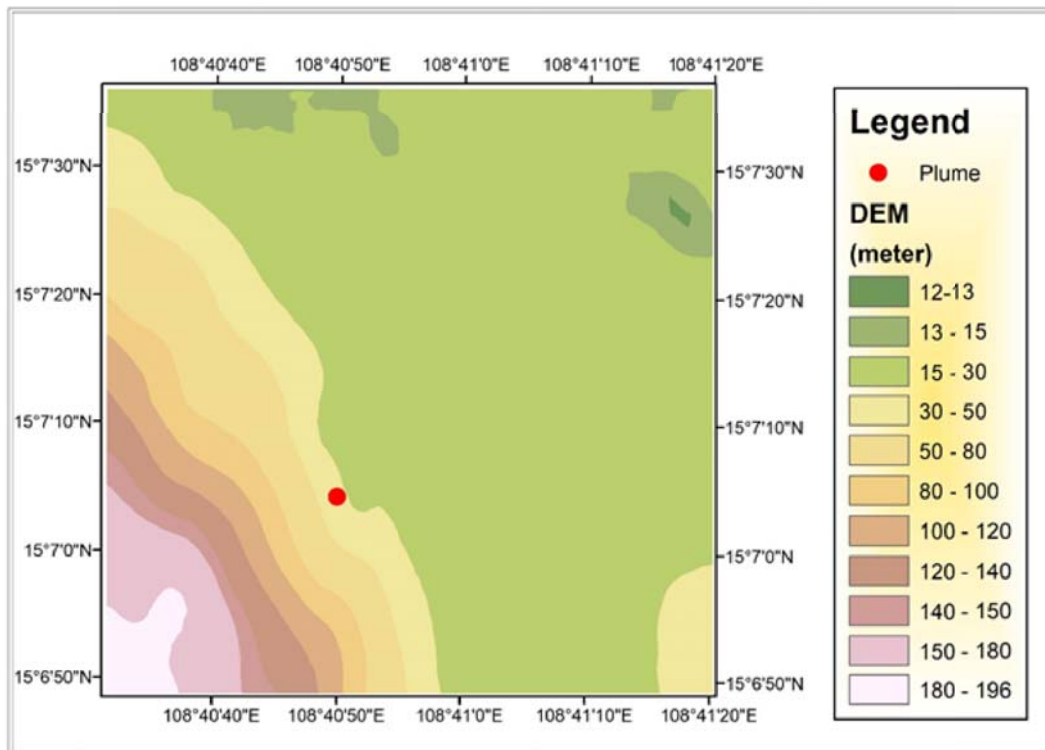 108°40'40"E 108°40'50"E 108°41'0"E 108°41'10"E 108°41'20"E
15°7'30"N 15°7'30"N
15°7'20"N 15°7'20"N
15°7'10"N 15°7'10"N
15°7'0"N 15°7'0"N
15°6'50"N 15°6'50"N
108°40'40"E 108°40'50"E 108°41'0"E 108°41'10"E 108°41'20"E
Legend
Plume
DEM
(meter)
12-13
13 - 15
15 - 30
30 - 50
50 - 80
80 - 100
100 - 120
120 - 140
140 - 150
150 - 180
180 - 196